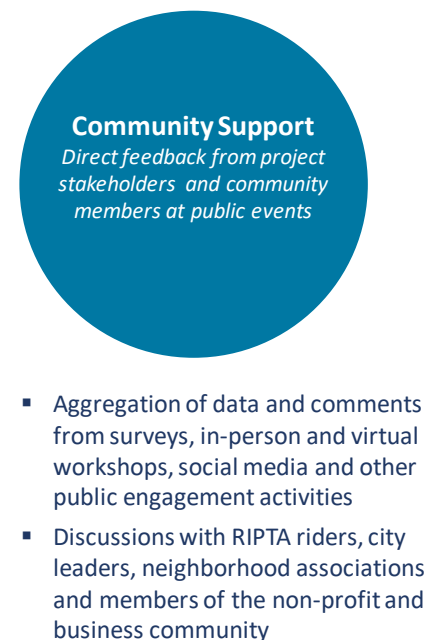 Community Support
Direct feedback from project
stakeholders and community
members at public events
▪ Aggregation of data and comments
from surveys, in-person and virtual
workshops, social media and other
public engagement activities
▪ Discussions with RIPTA riders, city
leaders, neighborhood associations
and members of the non-profit and
business community